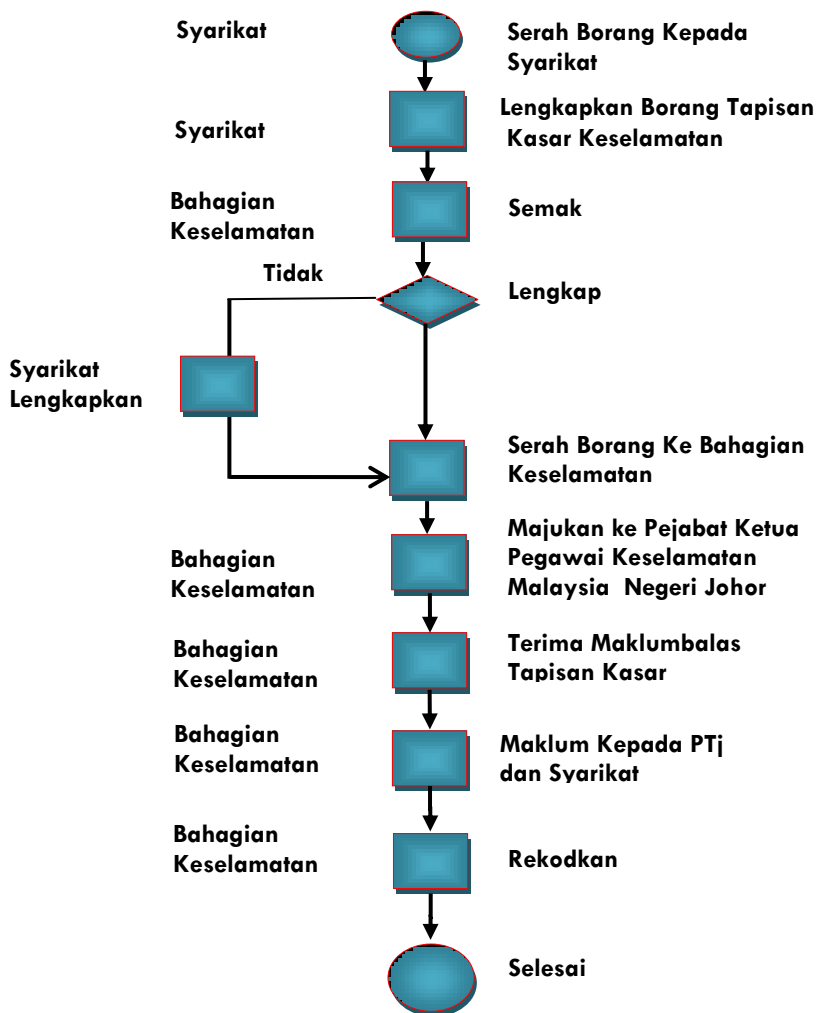 Syarikat
Serah Borang Kepada
Syarikat
Syarikat
Lengkapkan Borang Tapisan
Kasar Keselamatan
Bahagian
Keselamatan
Semak
Tidak
Lengkap
Syarikat
Lengkapkan
Serah Borang Ke Bahagian
Keselamatan
Bahagian
Keselamatan
Majukan ke Pejabat Ketua
Pegawai Keselamatan
Malaysia Negeri Johor
Bahagian
Keselamatan
Terima Maklumbalas
Tapisan Kasar
Bahagian
Keselamatan
Maklum Kepada PTj
dan Syarikat
Bahagian
Keselamatan
Rekodkan
Selesai